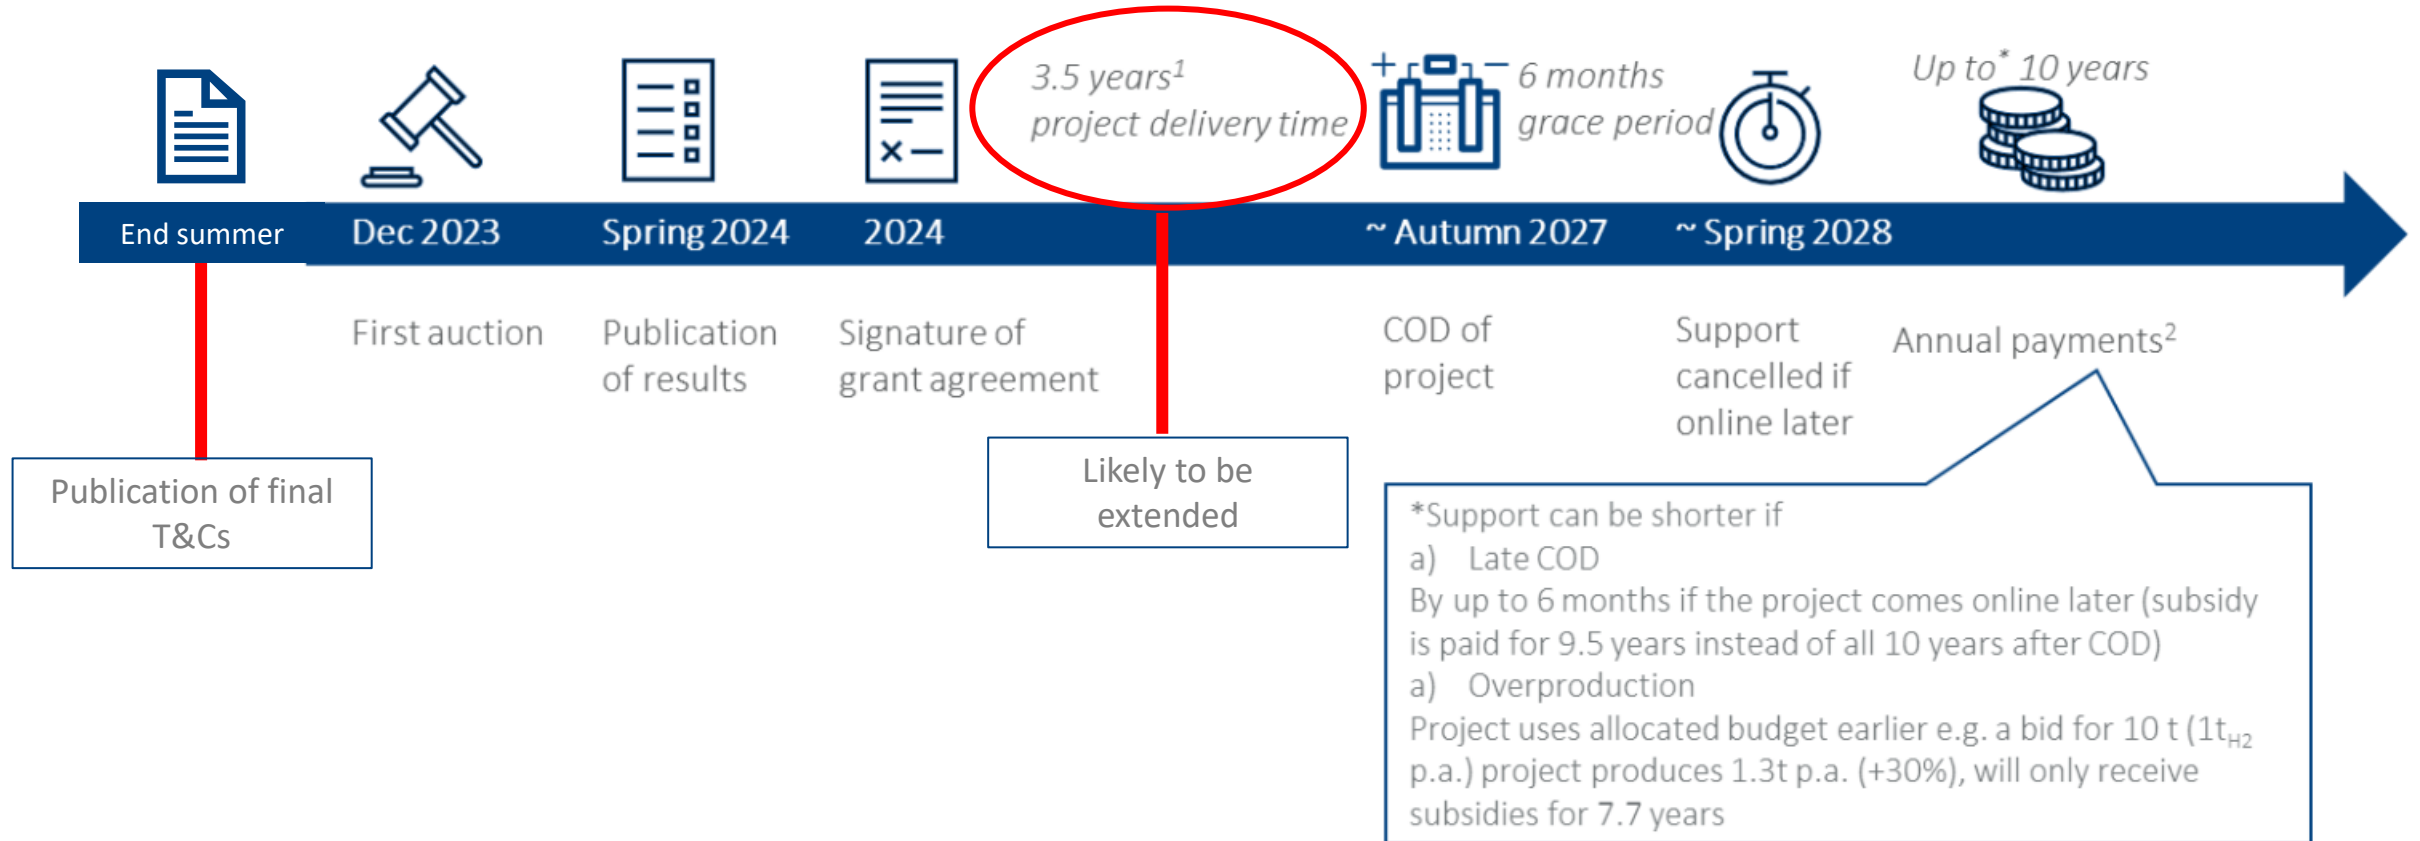 3.5 years¹
project delivery time
6 months
grace period
Up to* 10 years
End summer
Dec 2023
Spring 2024
2024
~ Autumn 2027
~ Spring 2028
First auction
Publication
of results
Signature of
grant agreement
COD of
project
Support
cancelled if
online later
Annual payments²
Publication of final
T&Cs
Likely to be
extended
*Support can be shorter if
a) Late COD
By up to 6 months if the project comes online later (subsidy
is paid for 9.5 years instead of all 10 years after COD)
a) Overproduction
Project uses allocated budget earlier e.g. a bid for 10 t (1t_H2
p.a.) project produces 1.3t p.a. (+30%), will only receive
subsidies for 7.7 years